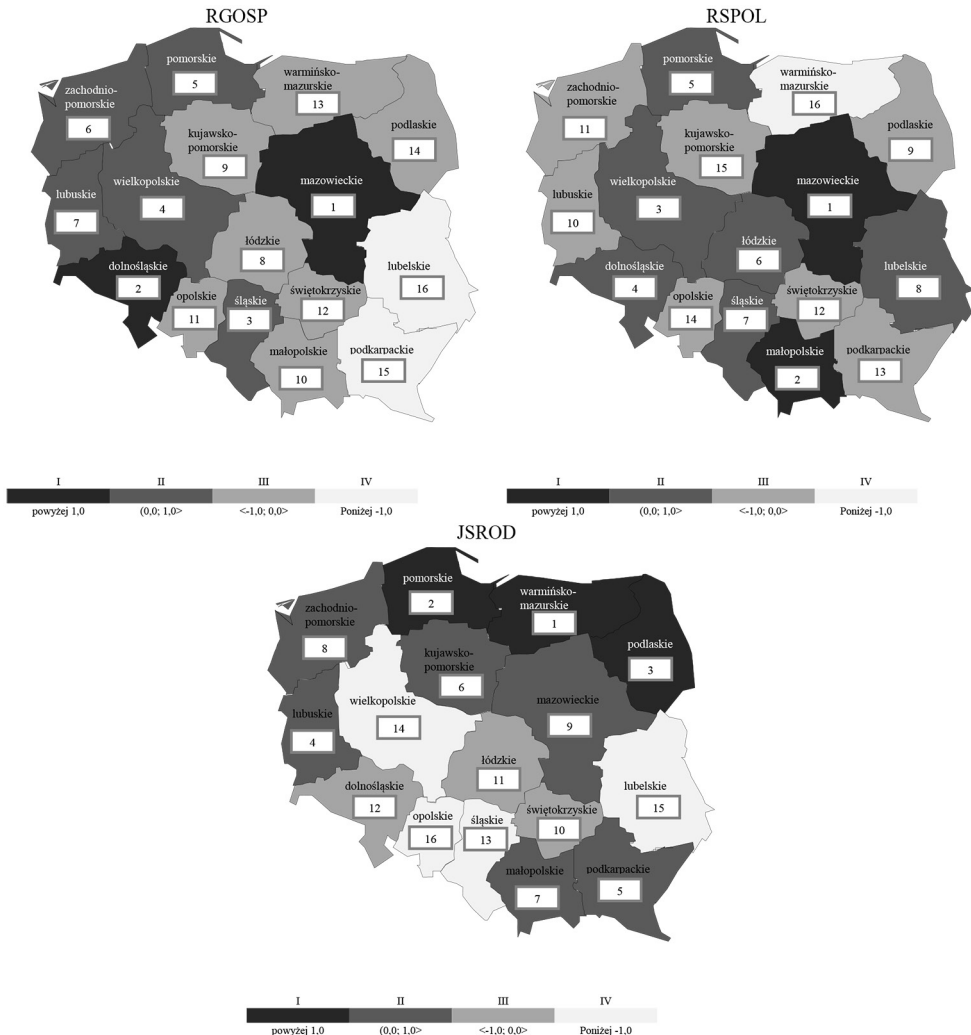 RGOSP
pomorskie
5
warmińsko-
mazurskie
13
zachodnio-
pomorskie
6
podlaskie
14
kujawsko-
pomorskie
9
wielkopolskie
4
mazowieckie
1
lubuskie
7
łódzkie
8
dolnośląskie
2
lubelskie
16
opolskie
11
śląskie
3
świętokrzyskie
12
małopolskie
10
podkarpackie
15
I II III IV
powyżej 1,0 (0,0; 1,0> <-1,0; 0,0> Poniżej -1,0
RSPOL
pomorskie
5
warmińsko-
mazurskie
16
zachodnio-
pomorskie
11
podlaskie
9
kujawsko-
pomorskie
15
wielkopolskie
3
mazowieckie
1
lubuskie
10
łódzkie
6
dolnośląskie
4
lubelskie
8
opolskie
14
śląskie
7
świętokrzyskie
12
małopolskie
2
podkarpackie
13
I II III IV
powyżej 1,0 (0,0; 1,0> <-1,0; 0,0> Poniżej -1,0
JSROD
pomorskie
2
warmińsko-
mazurskie
1
zachodnio-
pomorskie
8
podlaskie
3
kujawsko-
pomorskie
6
wielkopolskie
14
mazowieckie
9
lubuskie
4
łódzkie
11
dolnośląskie
12
lubelskie
15
opolskie
16
śląskie
13
świętokrzyskie
10
małopolskie
7
podkarpackie
5
I II III IV
powyżej 1,0 (0,0; 1,0> <-1,0; 0,0> Poniżej -1,0